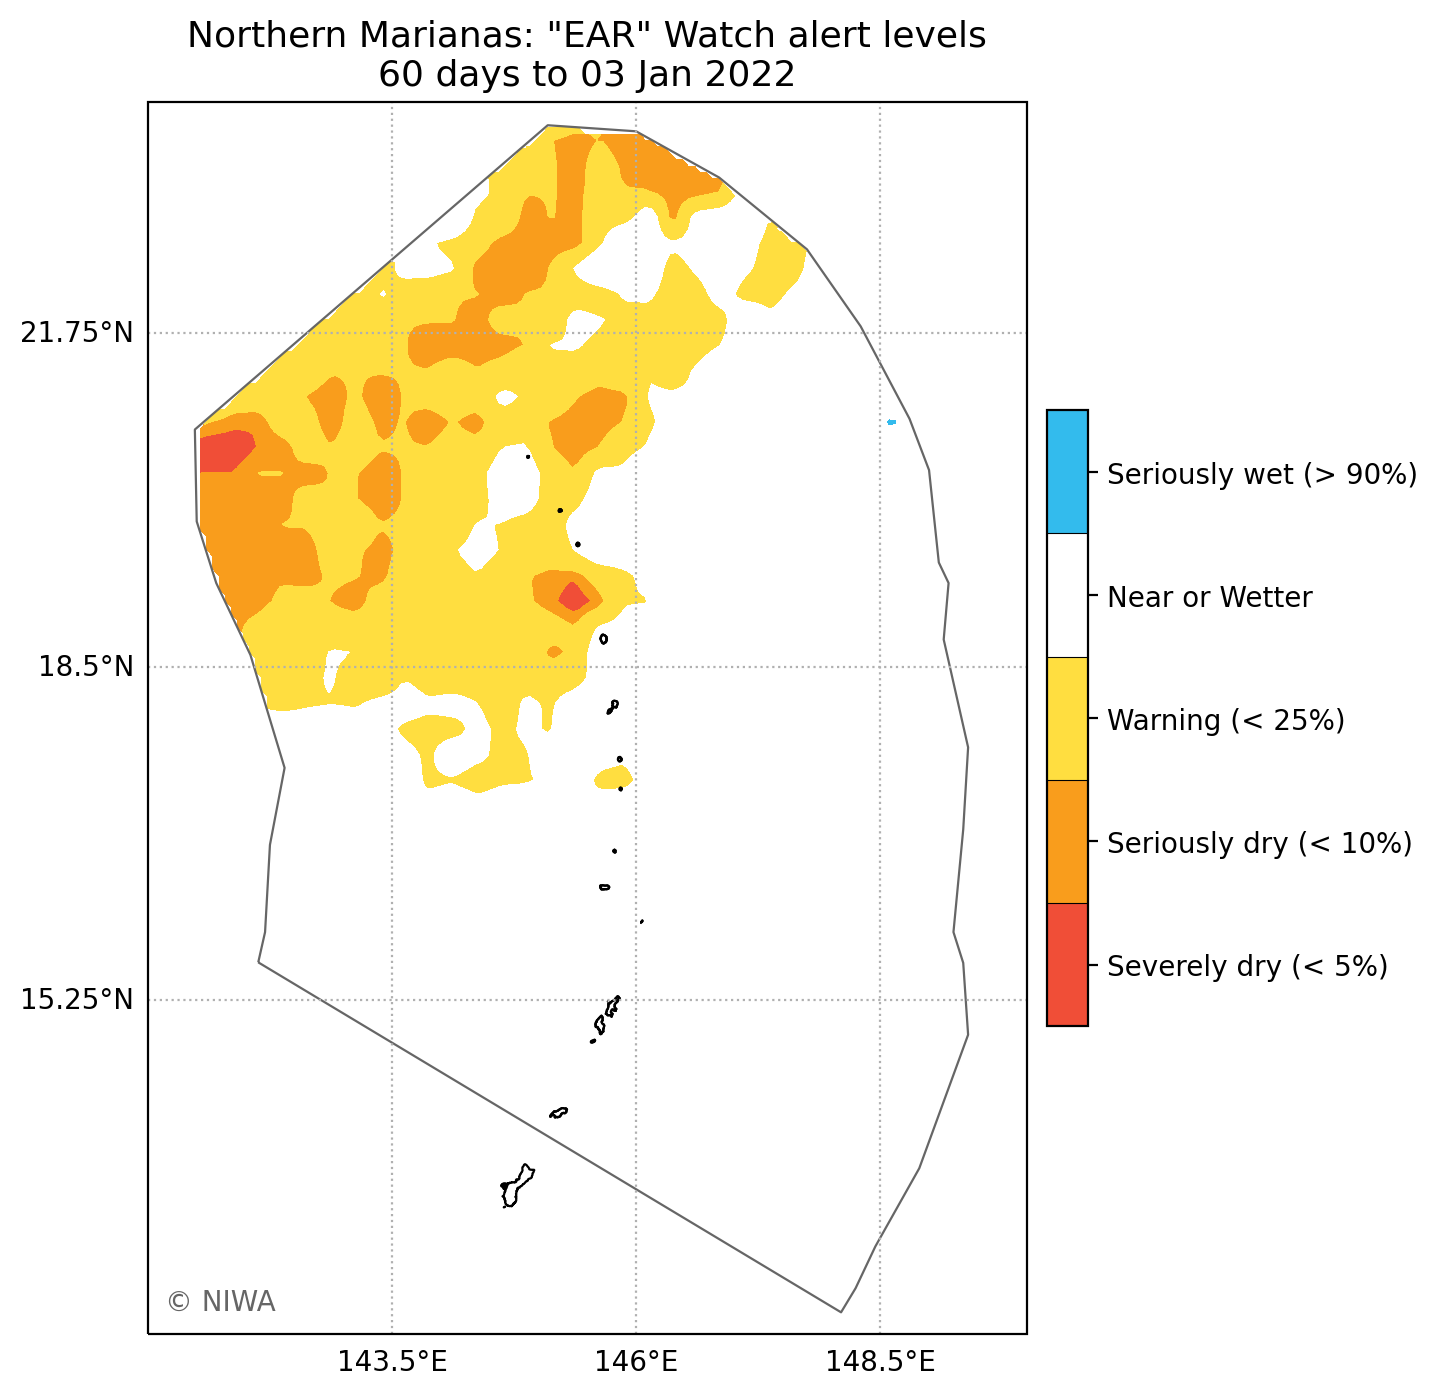 Northern Marianas: "EAR" Watch alert levels
60 days to 03 Jan 2022
21.75°N
18.5°N
15.25°N
143.5°E
146°E
148.5°E
Seriously wet (> 90%)
Near or Wetter
Warning (< 25%)
Seriously dry (< 10%)
Severely dry (< 5%)
© NIWA